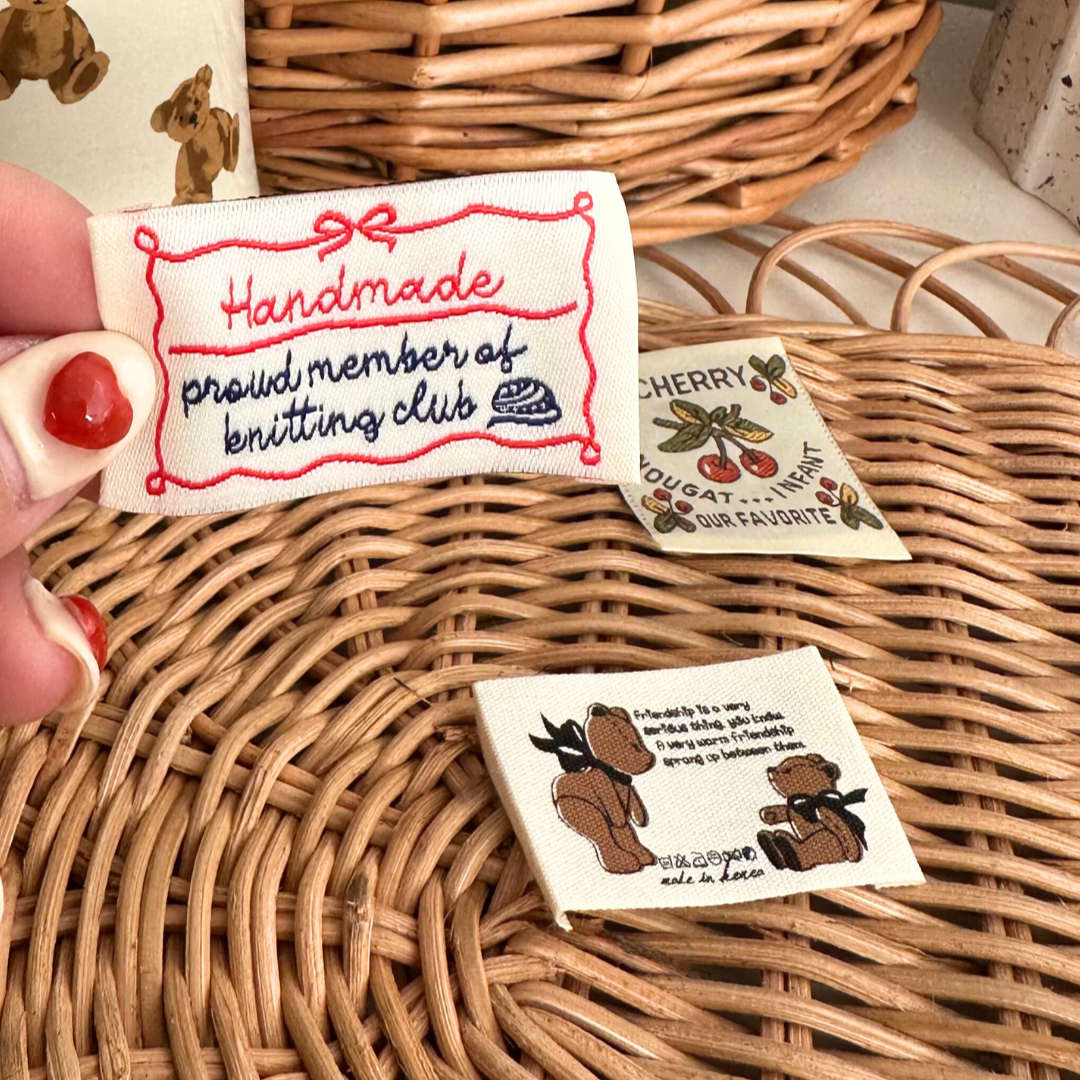 Handmade
proud member of
knitting club
CHERRY
NOUGAT...INFANT
OUR FAVORITE
friendship is a very
serious thing, you know.
A very warm friendship
sprang up between them.
made in korea